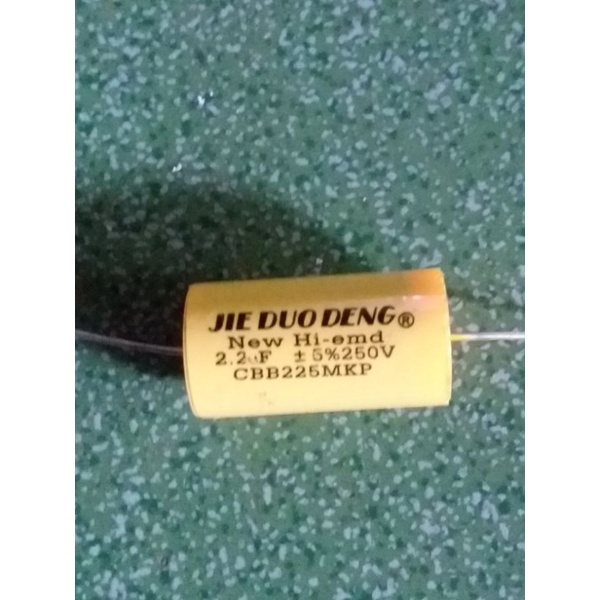 JIE DUO DENG®
New Hi-emd
2.2uF ±5%250V
CBB225MKP